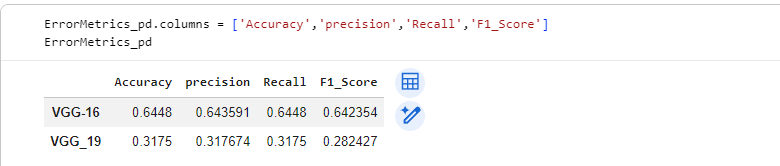 ErrorMetrics_pd.columns = ['Accuracy','precision','Recall','F1_Score']
ErrorMetrics_pd
Accuracy precision Recall F1_Score
VGG-16 0.6448 0.643591 0.6448 0.642354
VGG_19 0.3175 0.317674 0.3175 0.282427